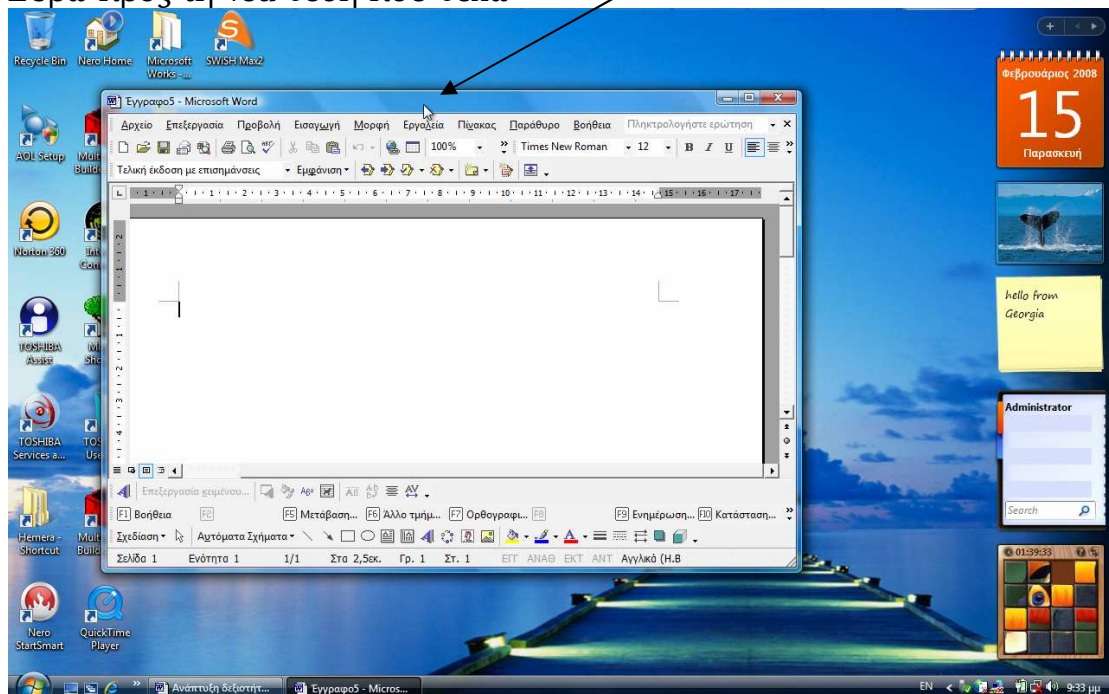 Recycle Bin
Nero Home
Microsoft Works -...
SWiSH Max2
AOL Setup
Norton 360
TOSHIBA Assist
TOSHIBA Services a...
Hemera - Shortcut
Nero StartSmart
QuickTime Player
Έγγραφο5 - Microsoft Word
Αρχείο Επεξεργασία Προβολή Εισαγωγή Μορφή Εργαλεία Πίνακας Παράθυρο Βοήθεια Πληκτρολογήστε ερώτηση
100% Times New Roman 12 B I U
Τελική έκδοση με επισημάνσεις Εμφάνιση
Επεξεργασία κειμένου...
F1 Βοήθεια F2 F5 Μετάβαση... F6 Άλλο τμήμ... F7 Ορθογραφι... F8 F9 Ενημέρωση... F10 Κατάσταση...
Σχεδίαση Αυτόματα Σχήματα
Σελίδα 1 Ενότητα 1 1/1 Στα 2,5εκ. Γρ. 1 Στ. 1 ΕΓΓ ΑΝΑΘ ΕΚΤ ΑΝΤ Αγγλικά (Η.Β
Φεβρουάριος 2008
15
Παρασκευή
hello from
Georgia
Administrator
Search
01:39:33
Ανάπτυξη δεξιοτήτ...
Έγγραφο5 - Micros...
EN
9:33 μμ